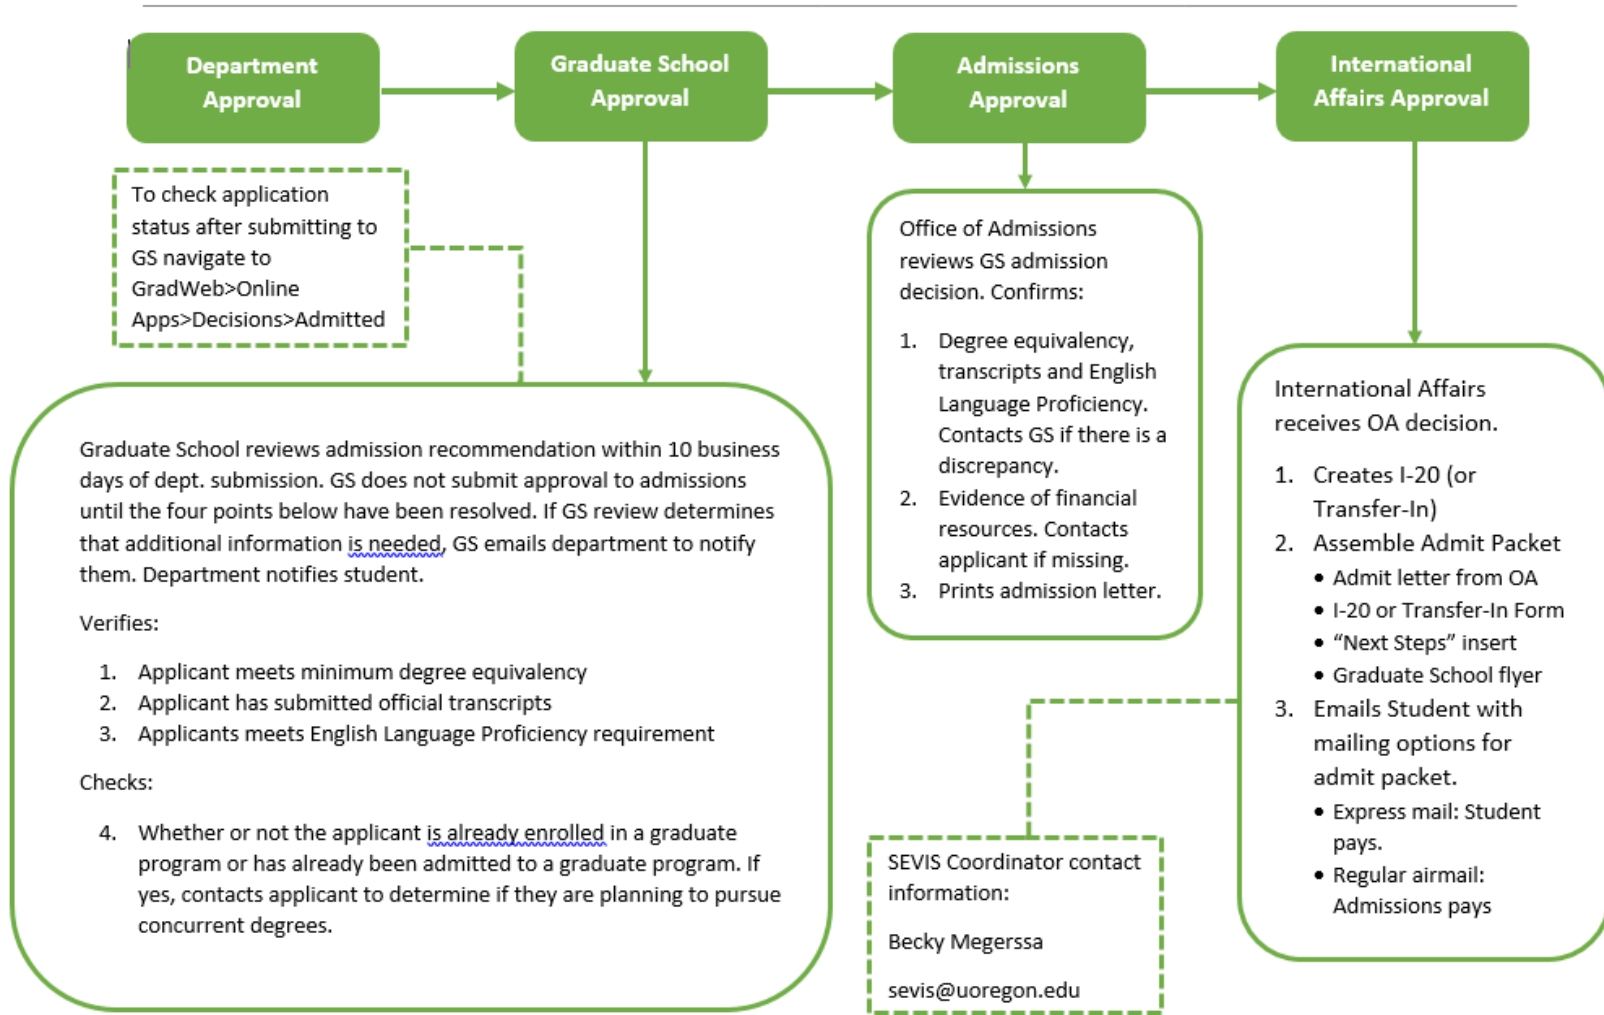 Department
Approval
Graduate School
Approval
Admissions
Approval
International
Affairs Approval
To check application
status after submitting to
GS navigate to
GradWeb>Online
Apps>Decisions>Admitted
Graduate School reviews admission recommendation within 10 business
days of dept. submission. GS does not submit approval to admissions
until the four points below have been resolved. If GS review determines
that additional information is needed, GS emails department to notify
them. Department notifies student.
Verifies:
1. Applicant meets minimum degree equivalency
2. Applicant has submitted official transcripts
3. Applicants meets English Language Proficiency requirement
Checks:
4. Whether or not the applicant is already enrolled in a graduate
program or has already been admitted to a graduate program. If
yes, contacts applicant to determine if they are planning to pursue
concurrent degrees.
Office of Admissions
reviews GS admission
decision. Confirms:
1. Degree equivalency,
transcripts and English
Language Proficiency.
Contacts GS if there is a
discrepancy.
2. Evidence of financial
resources. Contacts
applicant if missing.
3. Prints admission letter.
International Affairs
receives OA decision.
1. Creates I-20 (or
Transfer-In)
2. Assemble Admit Packet
• Admit letter from OA
• I-20 or Transfer-In Form
• “Next Steps” insert
• Graduate School flyer
3. Emails Student with
mailing options for
admit packet.
• Express mail: Student
pays.
• Regular airmail:
Admissions pays
SEVIS Coordinator contact
information:
Becky Megerssa
sevis@uoregon.edu